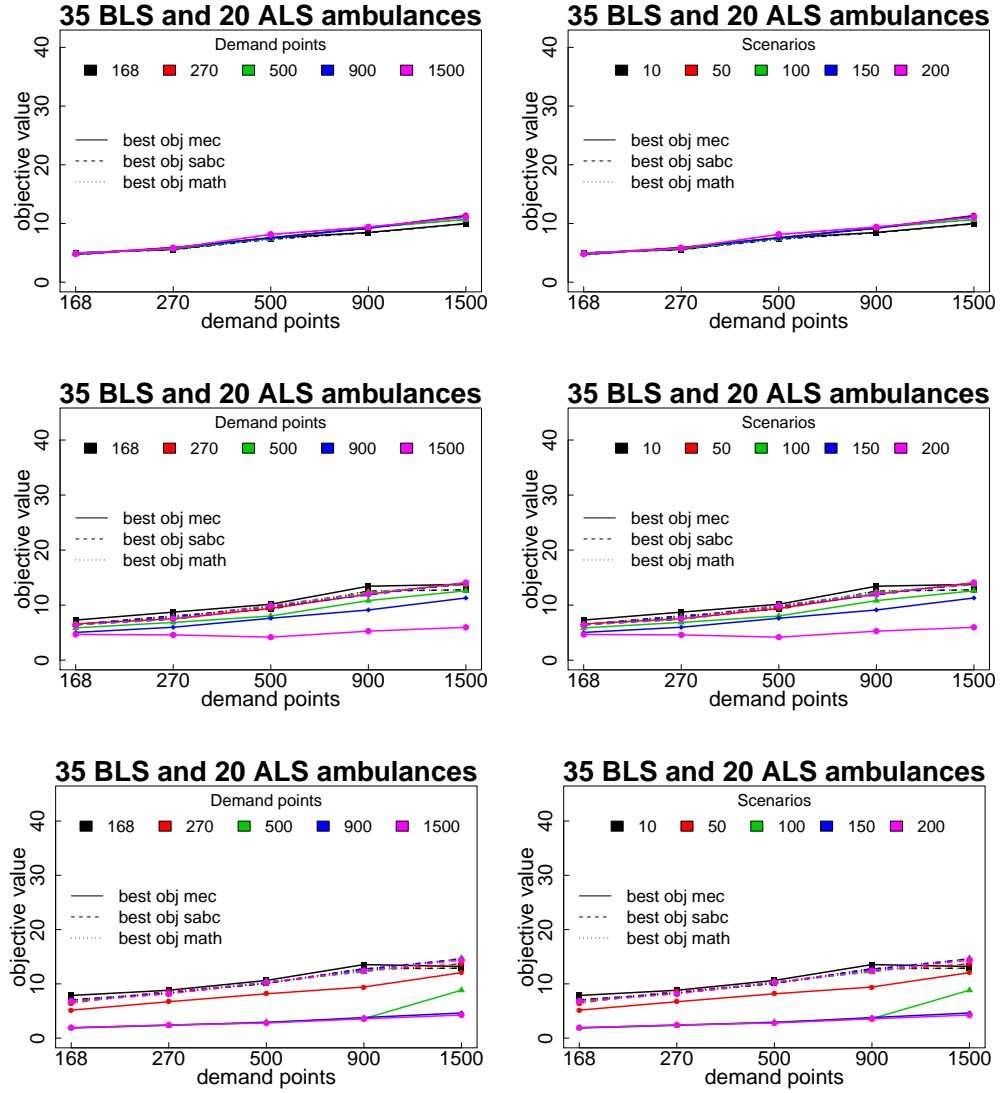 35 BLS and 20 ALS ambulances
Demand points
168 270 500 900 1500
best obj mec
best obj sabc
best obj math
objective value
0 10 20 30 40
168 270 500 900 1500
demand points
35 BLS and 20 ALS ambulances
Scenarios
10 50 100 150 200
best obj mec
best obj sabc
best obj math
objective value
0 10 20 30 40
168 270 500 900 1500
demand points
35 BLS and 20 ALS ambulances
Demand points
168 270 500 900 1500
best obj mec
best obj sabc
best obj math
objective value
0 10 20 30 40
168 270 500 900 1500
demand points
35 BLS and 20 ALS ambulances
Scenarios
10 50 100 150 200
best obj mec
best obj sabc
best obj math
objective value
0 10 20 30 40
168 270 500 900 1500
demand points
35 BLS and 20 ALS ambulances
Demand points
168 270 500 900 1500
best obj mec
best obj sabc
best obj math
objective value
0 10 20 30 40
168 270 500 900 1500
demand points
35 BLS and 20 ALS ambulances
Scenarios
10 50 100 150 200
best obj mec
best obj sabc
best obj math
objective value
0 10 20 30 40
168 270 500 900 1500
demand points